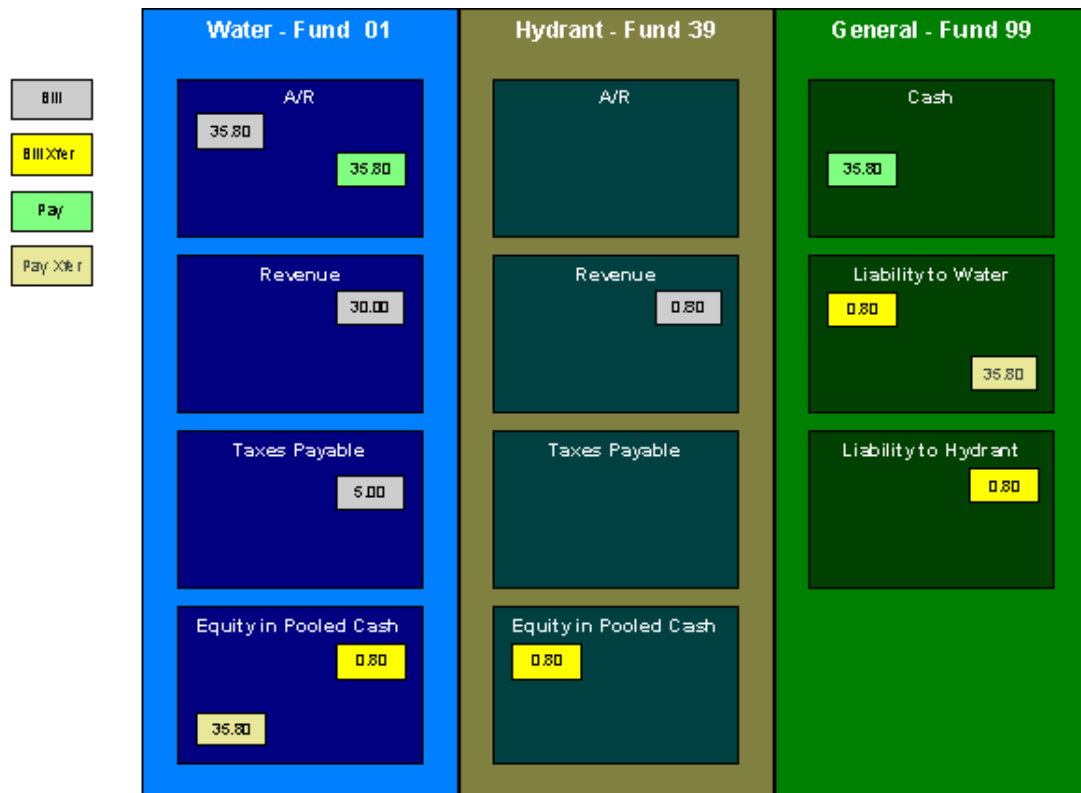 Water - Fund 01
Hydrant - Fund 39
General - Fund 99
Bill
Bill Xfer
Pay
Pay Xfer
A/R
35.80
35.80
Revenue
30.00
Taxes Payable
5.00
Equity in Pooled Cash
0.80
35.80
A/R
Revenue
0.80
Taxes Payable
Equity in Pooled Cash
0.80
Cash
35.80
Liability to Water
0.80
35.80
Liability to Hydrant
0.80